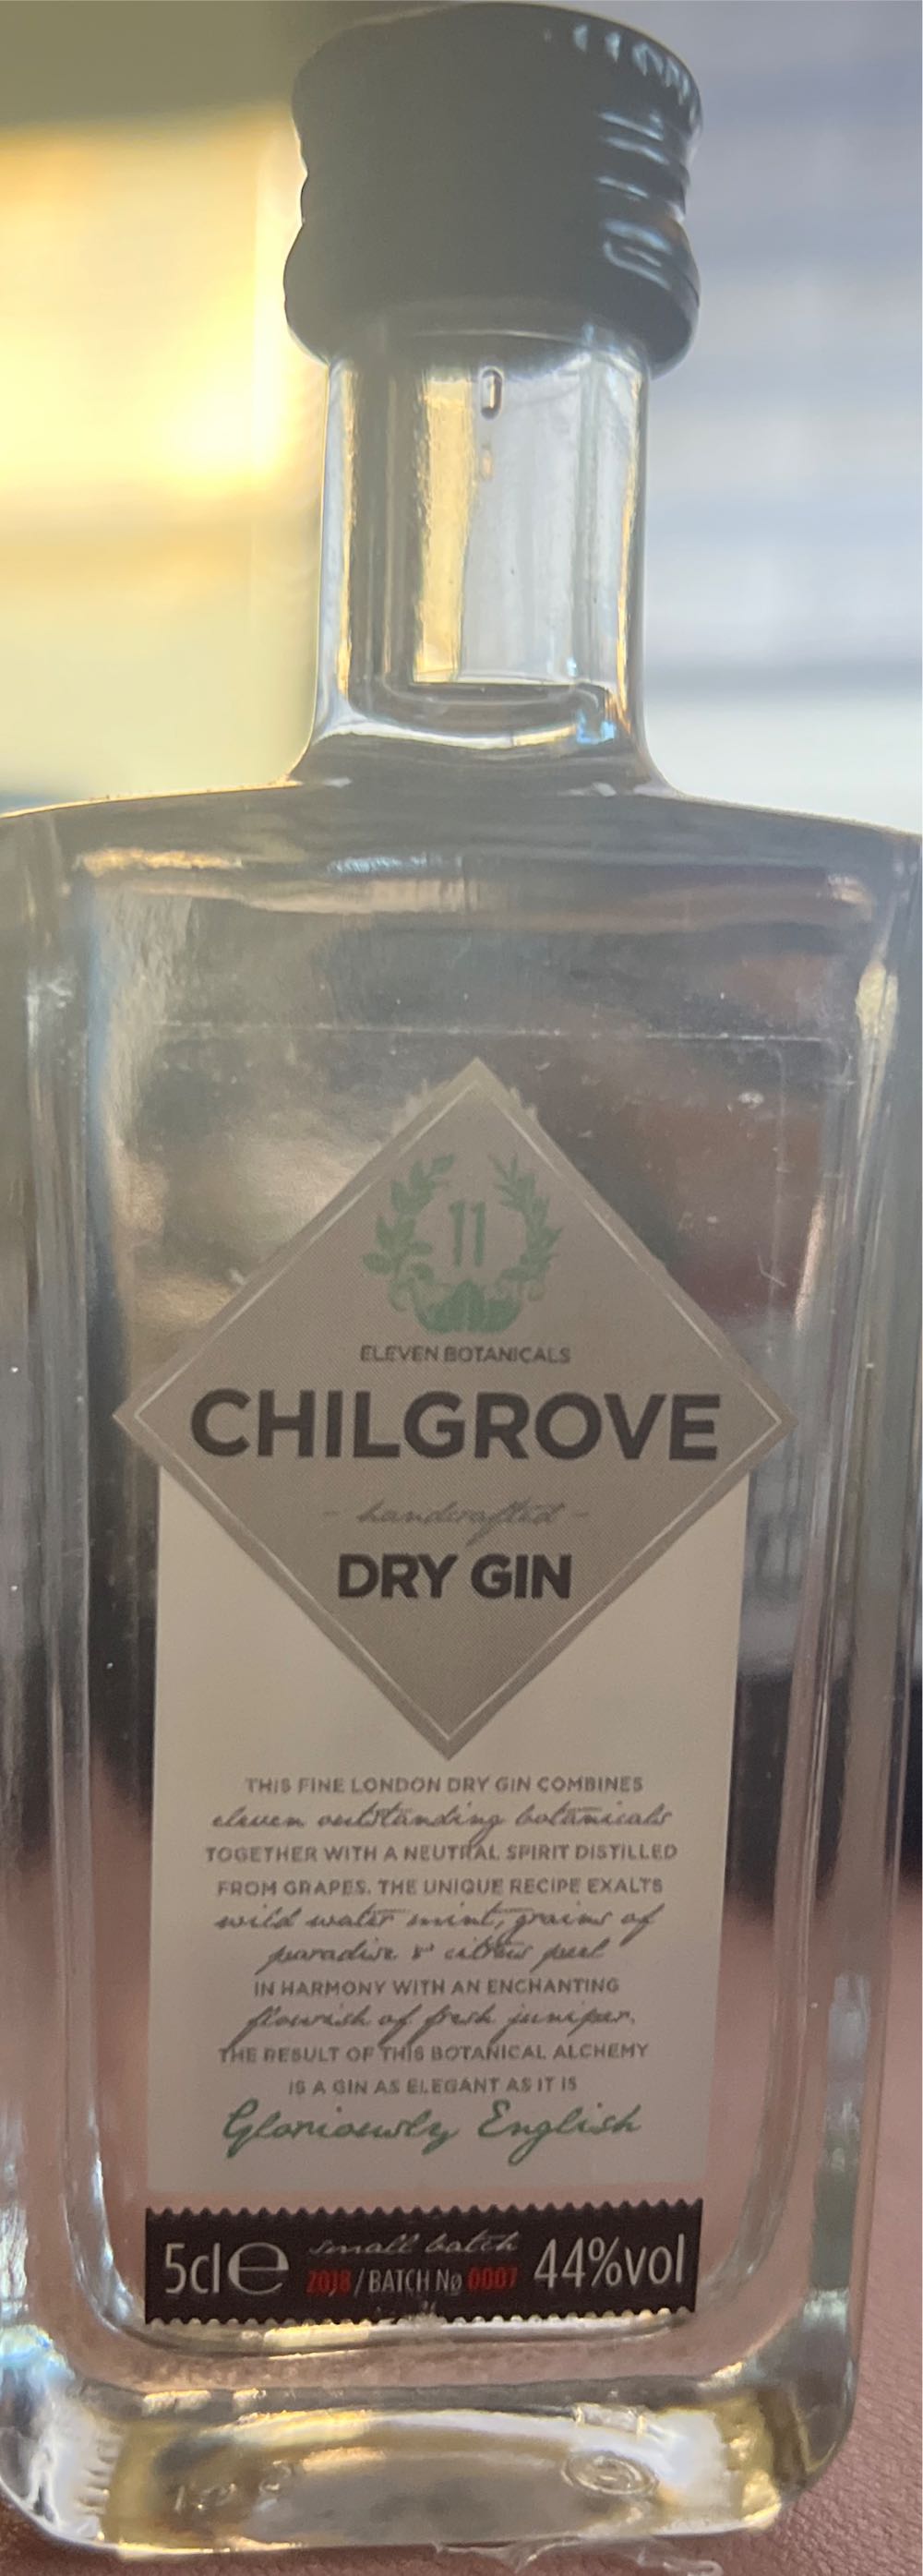 11
ELEVEN BOTANICALS
CHILGROVE
- handcrafted -
DRY GIN
THIS FINE LONDON DRY GIN COMBINES
eleven outstanding botanicals
TOGETHER WITH A NEUTRAL SPIRIT DISTILLED
FROM GRAPES. THE UNIQUE RECIPE EXALTS
wild water mint, grains of
paradise & citrus peel
IN HARMONY WITH AN ENCHANTING
flourish of fresh juniper.
THE RESULT OF THIS BOTANICAL ALCHEMY
IS A GIN AS ELEGANT AS IT IS
Gloriously English
small batch
5cl ℮ 2018 / BATCH Nø 0007 44%vol